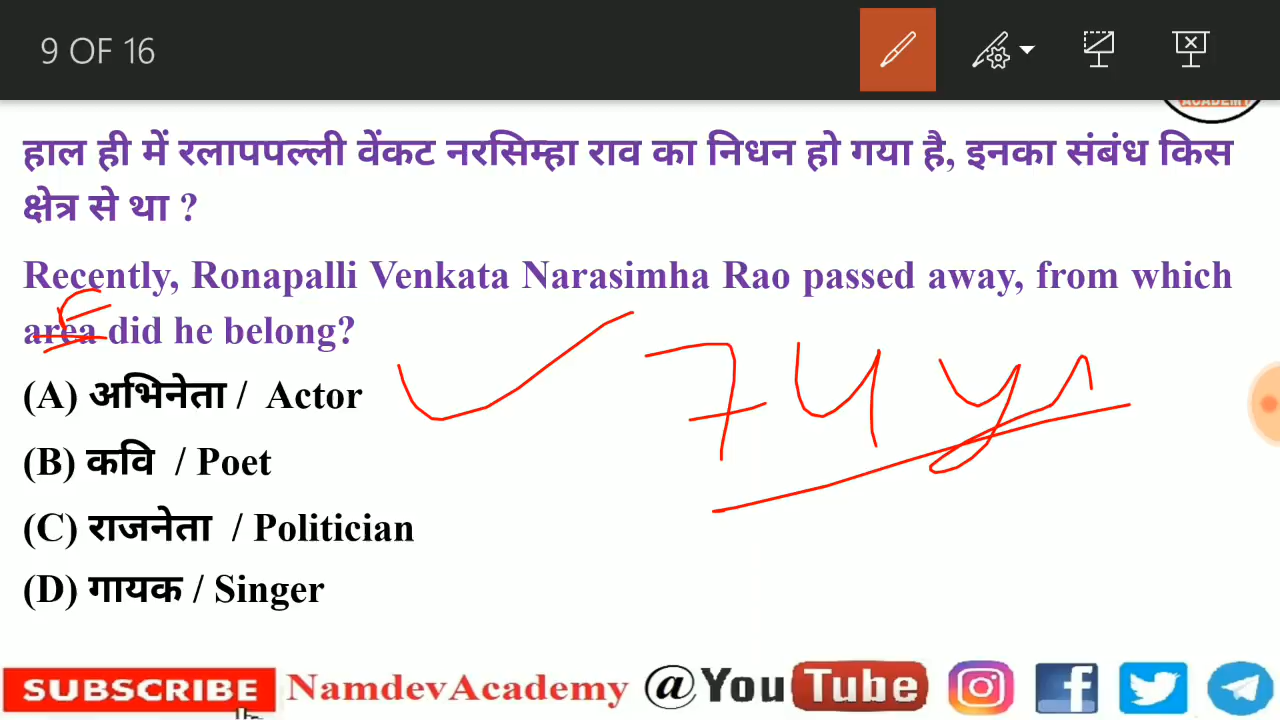 9 OF 16
ACADEMY
हाल ही में रलापपल्ली वेंकट नरसिम्हा राव का निधन हो गया है, इनका संबंध किस
क्षेत्र से था ?
Recently, Ronapalli Venkata Narasimha Rao passed away, from which
area did he belong?
(A) अभिनेता / Actor
74 yr
(B) कवि / Poet
(C) राजनेता / Politician
(D) गायक / Singer
SUBSCRIBE NamdevAcademy @YouTube